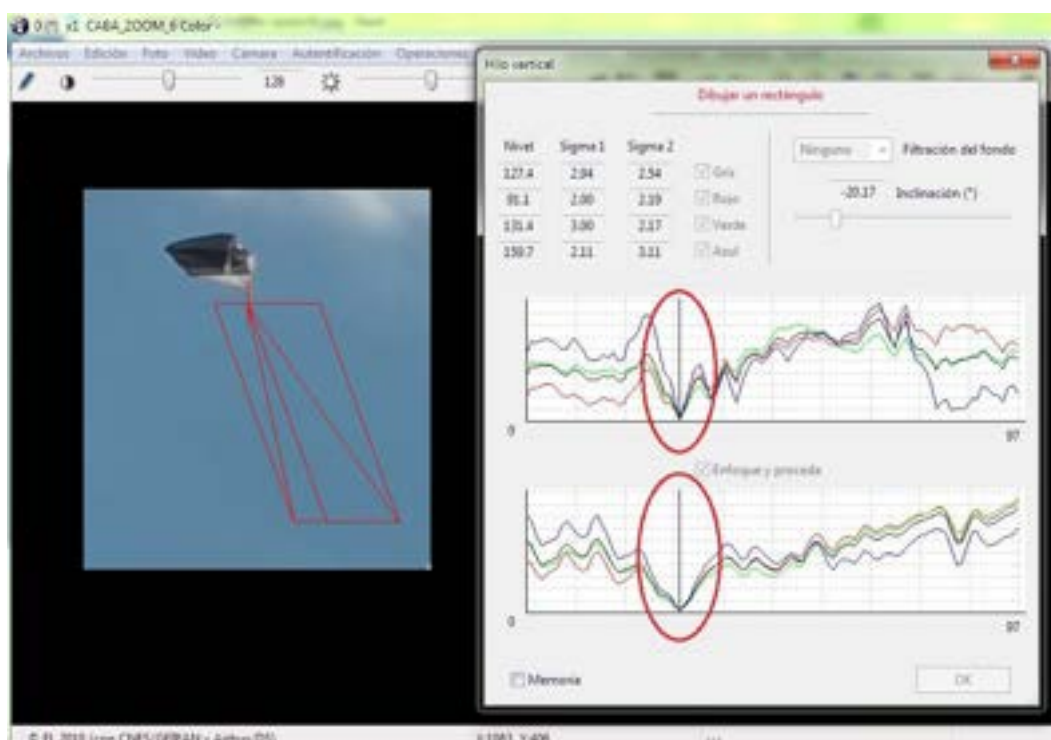 x1 CABA_ZOOM_6 Color -
Archivos Edición Foto Video Camara Autentificación Operaciones
1.28
Hilo vertical
Dibujar un rectángulo
Nivel Sigma 1 Sigma 2
Ninguno Filtración del fondo
127.4 2.94 2.54 Gris
91.1 2.00 2.19 Rojo
-20.17 Inclinación (°)
131.4 3.00 2.17 Verde
159.7 2.11 3.11 Azul
0
97
Enfoque y proceda
0
97
Memoria
OK